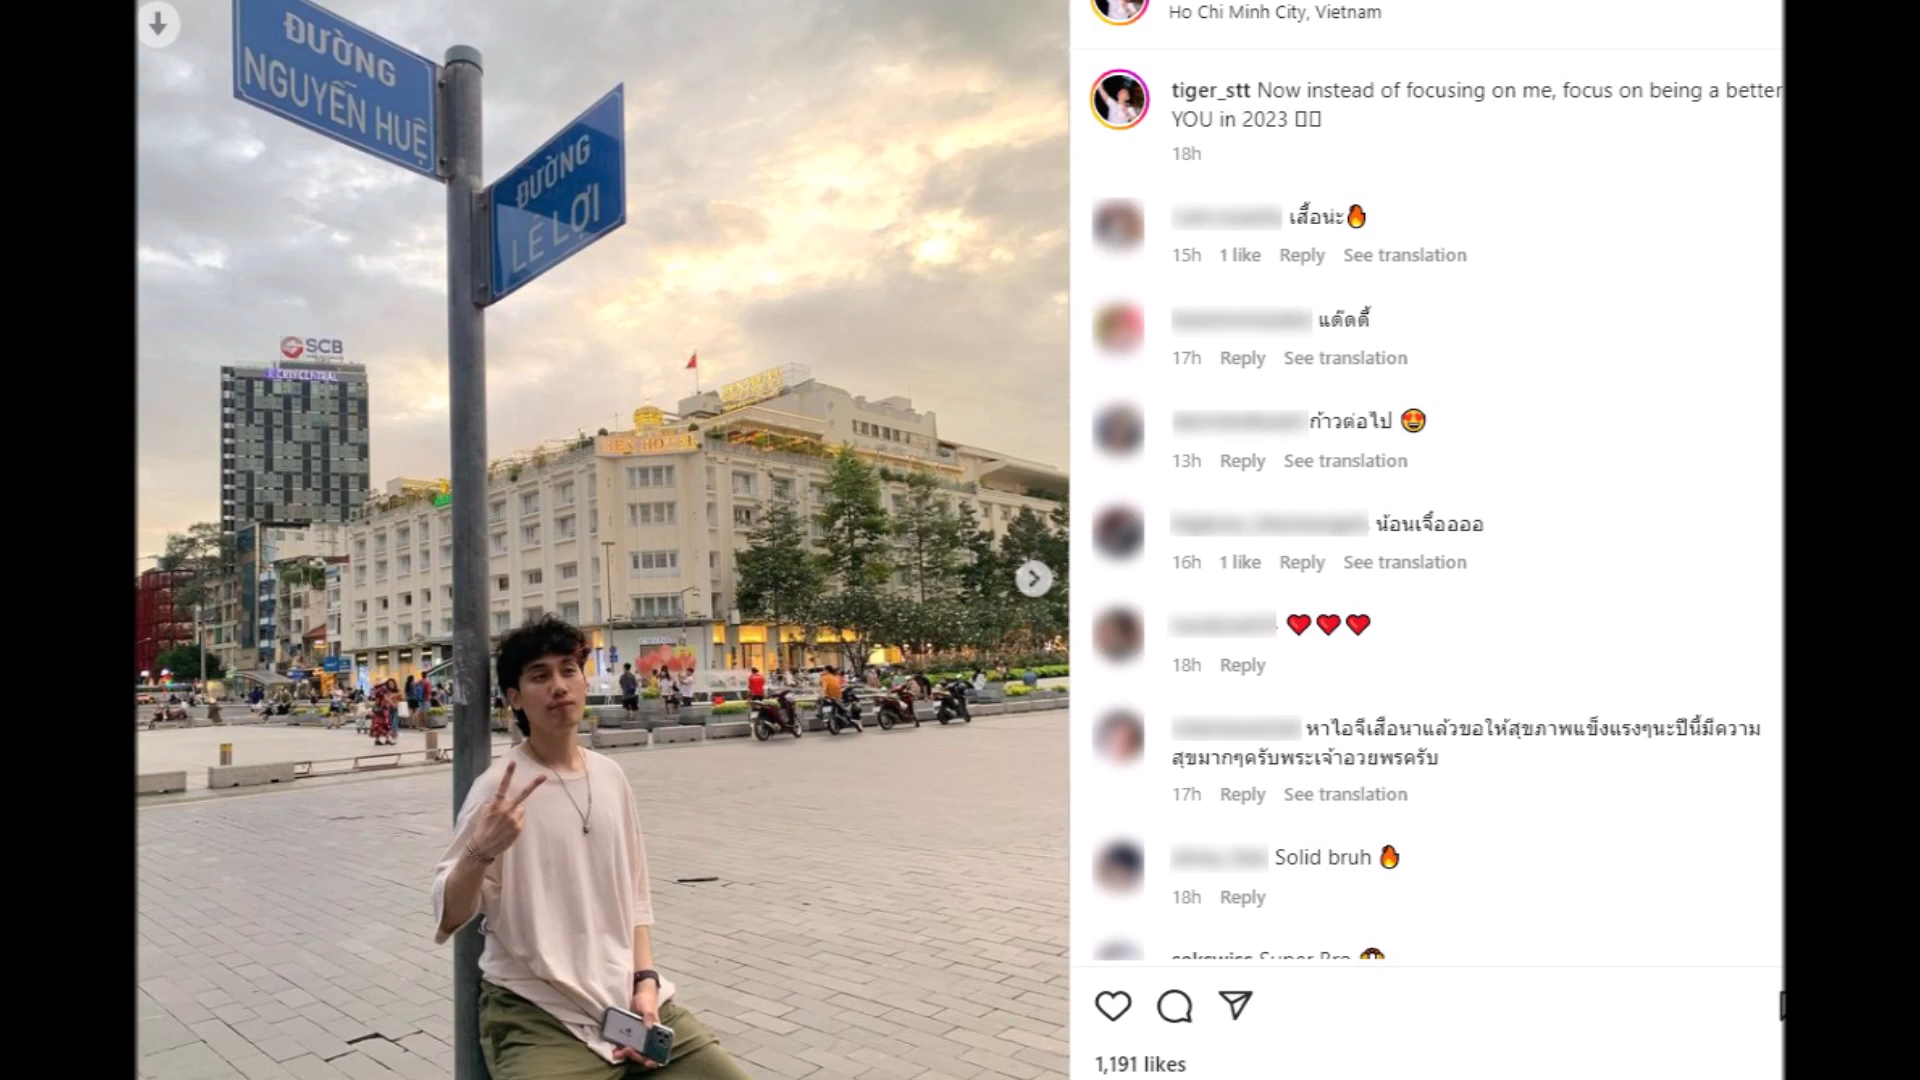 ĐƯỜNG
NGUYỄN HUỆ
ĐƯỜNG
LÊ LỢI
SCB
Ho Chi Minh City, Vietnam
tiger_stt Now instead of focusing on me, focus on being a better
YOU in 2023
18h
เสื้อน่ะ🔥
15h 1 like Reply See translation
แด๊ดดี้
17h Reply See translation
ก้าวต่อไป 😍
13h Reply See translation
น้อนเจิ๊ออออ
16h 1 like Reply See translation
❤️❤️❤️
18h Reply
หาไอจีเสือนาแล้วขอให้สุขภาพแข็งแรงๆนะปีนี้มีความ
สุขมากๆครับพระเจ้าอวยพรครับ
17h Reply See translation
Solid bruh 🔥
18h Reply
1,191 likes